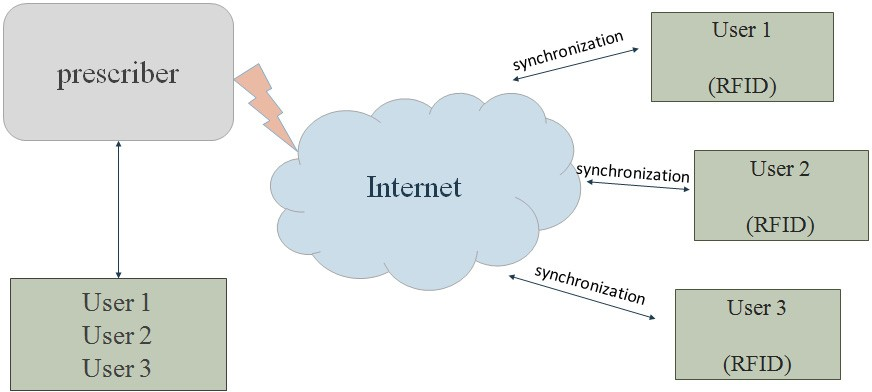 prescriber
Internet
User 1
User 2
User 3
synchronization
User 1
(RFID)
synchronization
User 2
(RFID)
synchronization
User 3
(RFID)